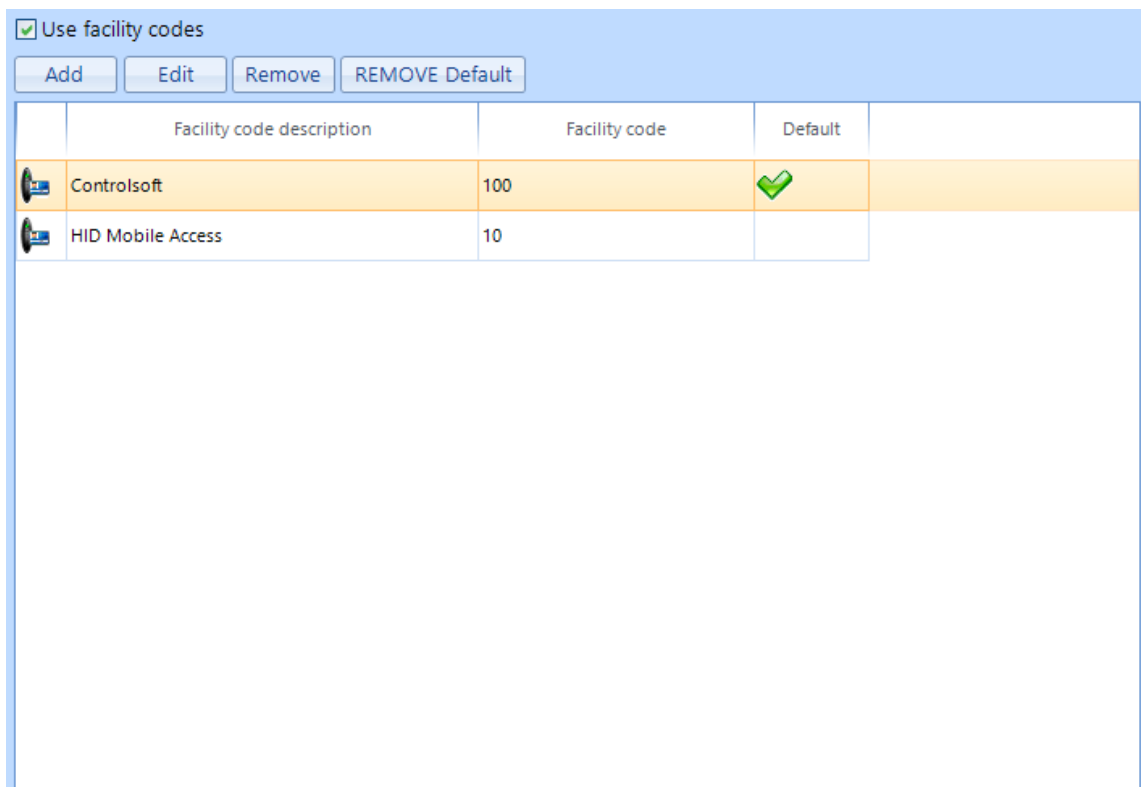 Use facility codes
Add Edit Remove REMOVE Default
Facility code description Facility code Default
Controlsoft 100
HID Mobile Access 10